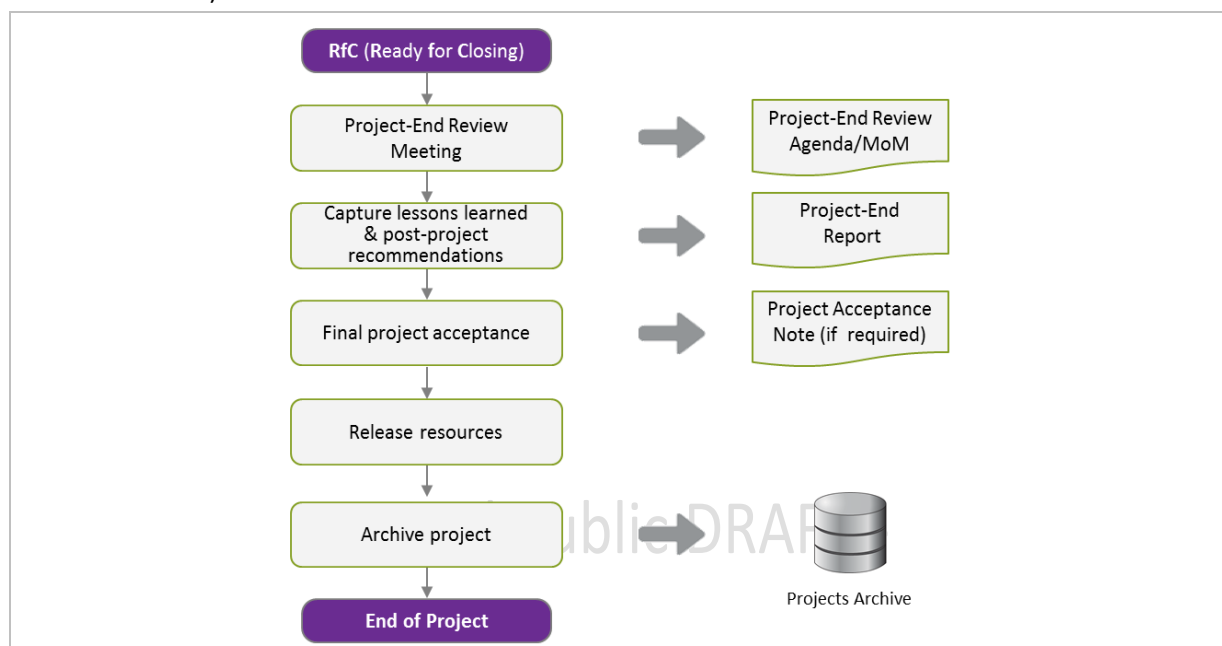 RfC (Ready for Closing)
Project-End Review
Meeting
Project-End Review
Agenda/MoM
Capture lessons learned
& post-project
recommendations
Project-End
Report
Final project acceptance
Project Acceptance
Note (if required)
Release resources
Archive project
DRAF
Projects Archive
End of Project